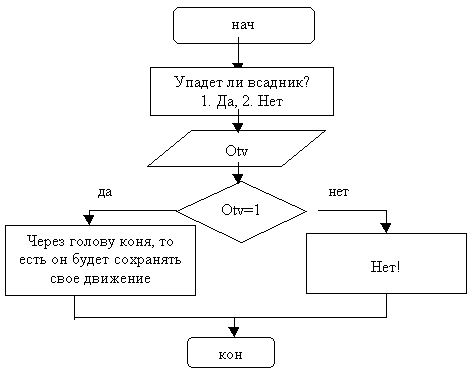 нач
Упадет ли всадник?
1. Да, 2. Нет
Otv
да
нет
Otv=1
Через голову коня, то
есть он будет сохранять
свое движение
Нет!
кон